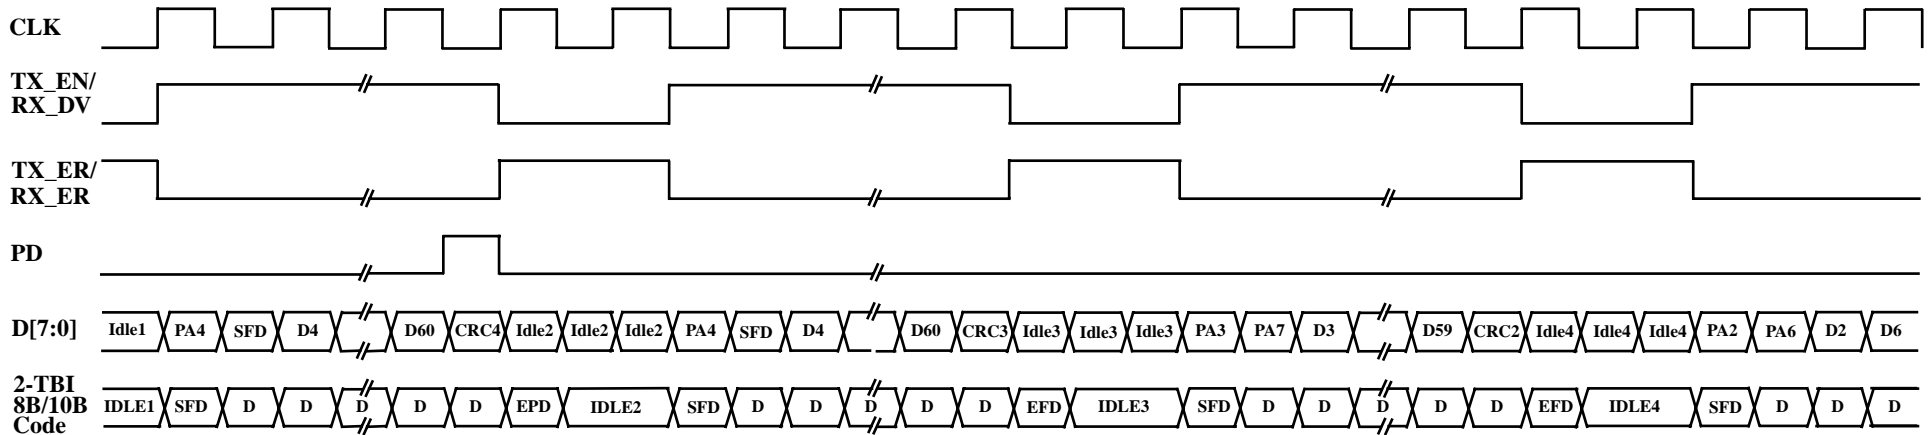 CLK
TX_EN/
RX_DV
TX_ER/
RX_ER
PD
D[7:0] Idle1 PA4 SFD D4 D60 CRC4 Idle2 Idle2 Idle2 PA4 SFD D4 D60 CRC3 Idle3 Idle3 Idle3 PA3 PA7 D3 D59 CRC2 Idle4 Idle4 Idle4 PA2 PA6 D2 D6
2-TBI
8B/10B IDLE1 SFD D D D D D EPD IDLE2 SFD D D D D D EFD IDLE3 SFD D D D D D EFD IDLE4 SFD D D D
Code